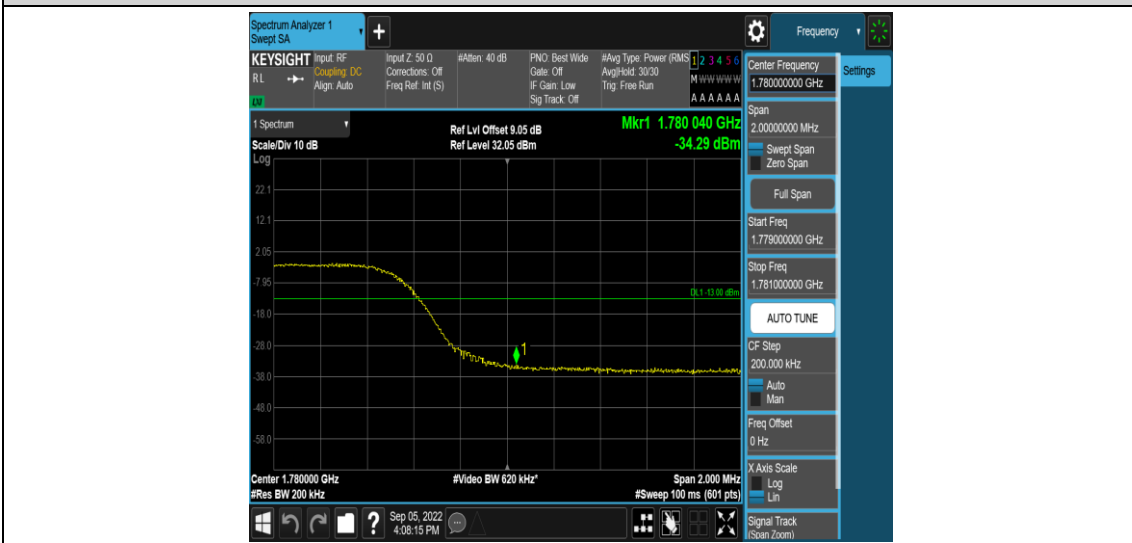 Spectrum Analyzer 1
Swept SA
+
Frequency
KEYSIGHT
RL
LXI
Input: RF
Coupling: DC
Align: Auto
Input Z: 50 Ω
Corrections: Off
Freq Ref: Int (S)
#Atten: 40 dB
PNO: Best Wide
Gate: Off
IF Gain: Low
Sig Track: Off
#Avg Type: Power (RMS
Avg|Hold: 30/30
Trig: Free Run
1 2 3 4 5 6
M W W W W W
A A A A A A
1 Spectrum
Scale/Div 10 dB
Log
Ref Lvl Offset 9.05 dB
Ref Level 32.05 dBm
Mkr1 1.780 040 GHz
-34.29 dBm
22.1
12.1
2.05
-7.95
DL1 -13.00 dBm
-18.0
-28.0
1
-38.0
-48.0
-58.0
Center 1.780000 GHz
#Res BW 200 kHz
#Video BW 620 kHz*
Span 2.000 MHz
#Sweep 100 ms (601 pts)
?
Sep 05, 2022
4:08:15 PM
Center Frequency
1.780000000 GHz
Settings
Span
2.00000000 MHz
Swept Span
Zero Span
Full Span
Start Freq
1.779000000 GHz
Stop Freq
1.781000000 GHz
AUTO TUNE
CF Step
200.000 kHz
Auto
Man
Freq Offset
0 Hz
X Axis Scale
Log
Lin
Signal Track
(Span Zoom)